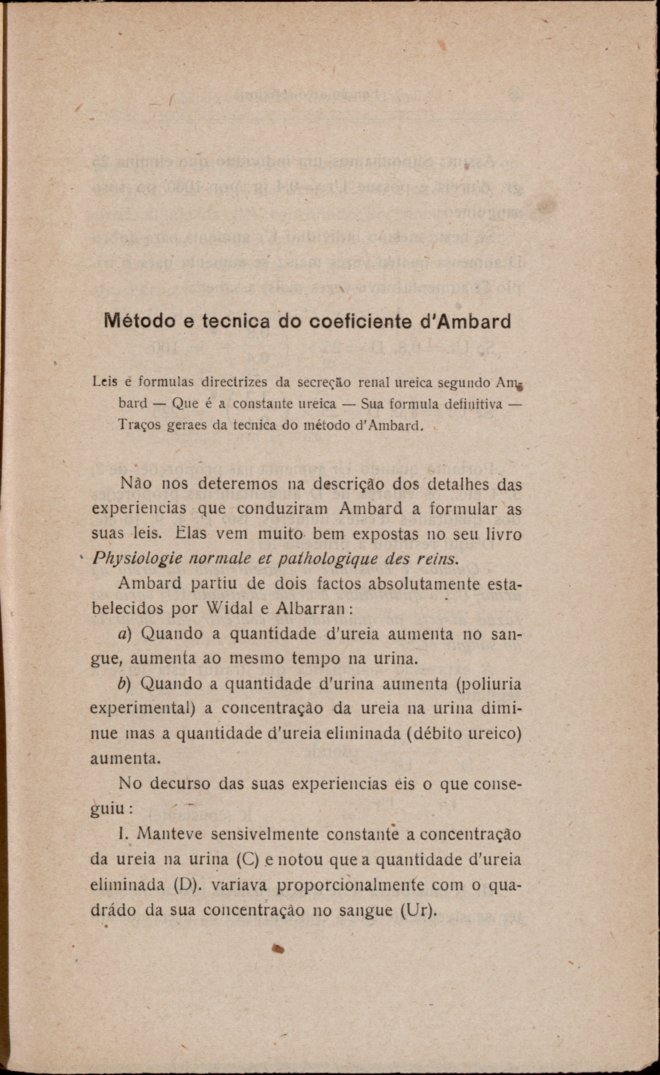 Método e tecnica do coeficiente d'Ambard
Leis e formulas directrizes da secreção renal ureica segundo Am-
bard — Que é a constante ureica — Sua formula definitiva —
Traços geraes da tecnica do método d'Ambard.
Não nos deteremos na descrição dos detalhes das
experiencias que conduziram Ambard a formular as
suas leis. Elas vem muito bem expostas no seu livro
Physiologie normale et pathologique des reins.
Ambard partiu de dois factos absolutamente esta-
belecidos por Widal e Albarran:
a) Quando a quantidade d'ureia aumenta no san-
gue, aumenta ao mesmo tempo na urina.
b) Quando a quantidade d'urina aumenta (poliuria
experimental) a concentração da ureia na urina dimi-
nue mas a quantidade d'ureia eliminada (débito ureico)
aumenta.
No decurso das suas experiencias eis o que conse-
guiu:
I. Manteve sensivelmente constante a concentração
da ureia na urina (C) e notou que a quantidade d'ureia
eliminada (D). variava proporcionalmente com o qua-
drádo da sua concentração no sangue (Ur).